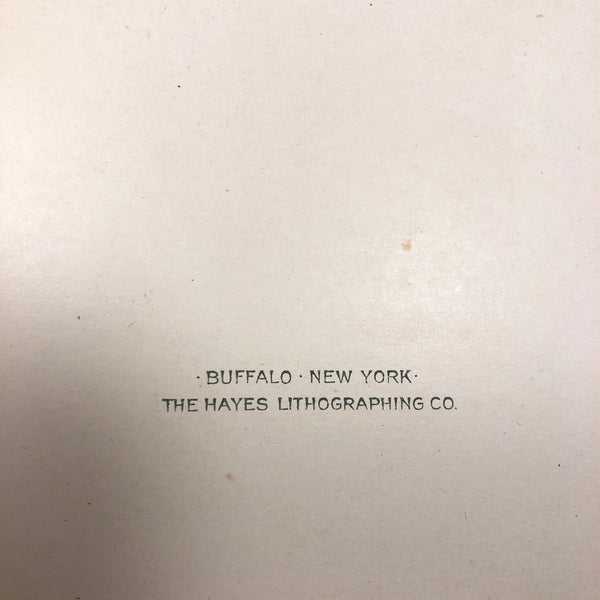 · BUFFALO · NEW YORK ·
THE HAYES LITHOGRAPHING CO.